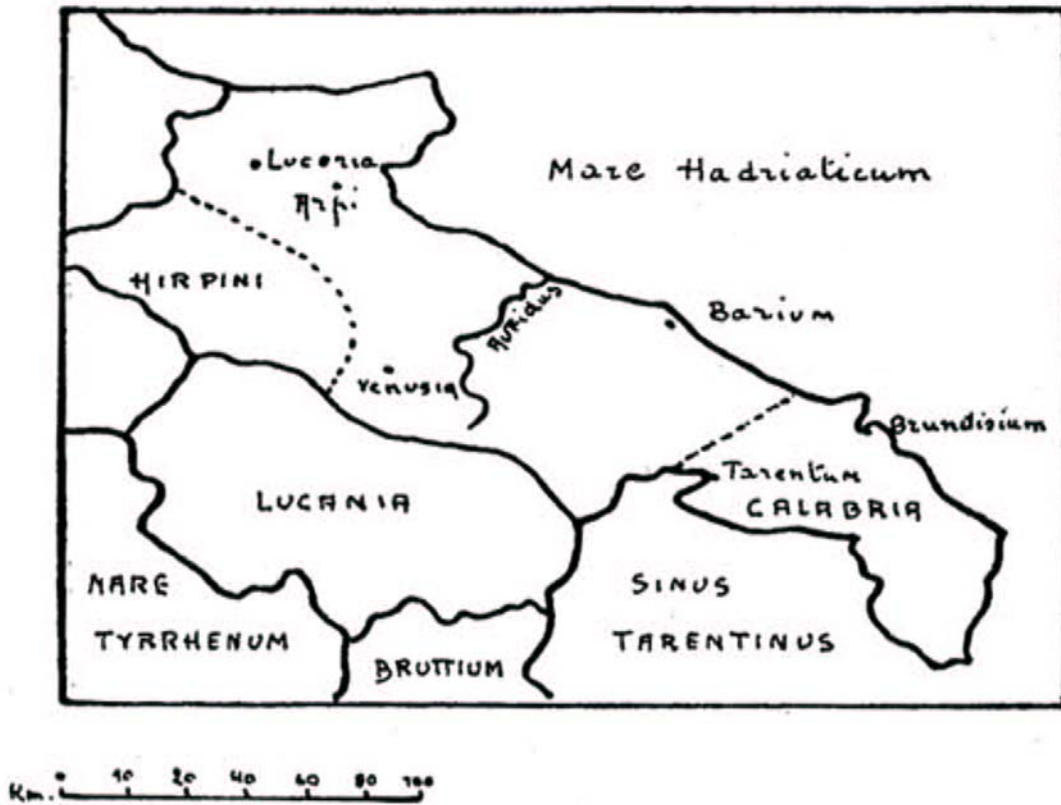 Luceria
Arpi
Mare Hadriaticum
HIRPINI
Aufidus
Barium
Venusia
Brundisium
Tarentum
LUCANIA
CALABRIA
MARE
TYRRHENUM
SINUS
TARENTINUS
BRUTTIUM
Km. 0 10 20 40 60 80 100